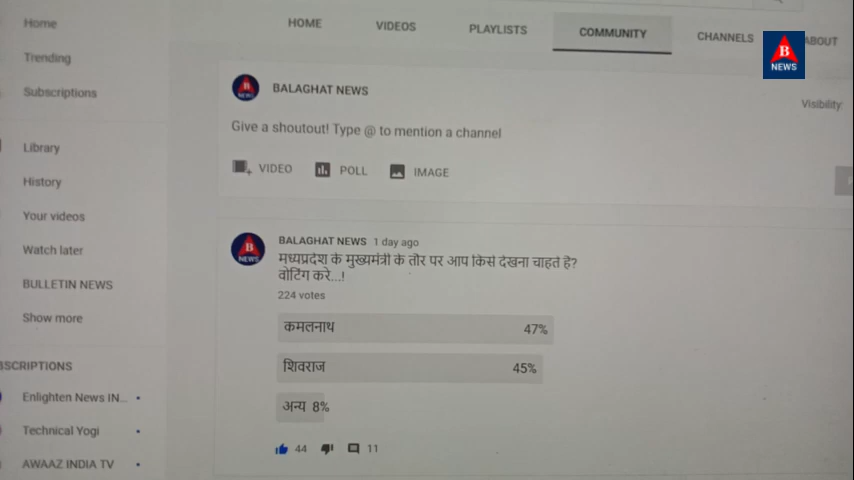 Home
Trending
Subscriptions
Library
History
Your videos
Watch later
BULLETIN NEWS
Show more
BSCRIPTIONS
Enlighten News IN...
Technical Yogi
AWAAZ INDIA TV
HOME VIDEOS PLAYLISTS COMMUNITY CHANNELS ABOUT
B
NEWS
BALAGHAT NEWS
Visibility:
Give a shoutout! Type @ to mention a channel
VIDEO POLL IMAGE
BALAGHAT NEWS 1 day ago
मध्यप्रदेश के मुख्यमंत्री के तौर पर आप किसे देखना चाहते है?
वोटिंग करे...!
224 votes
कमलनाथ 47%
शिवराज 45%
अन्य 8%
44 11